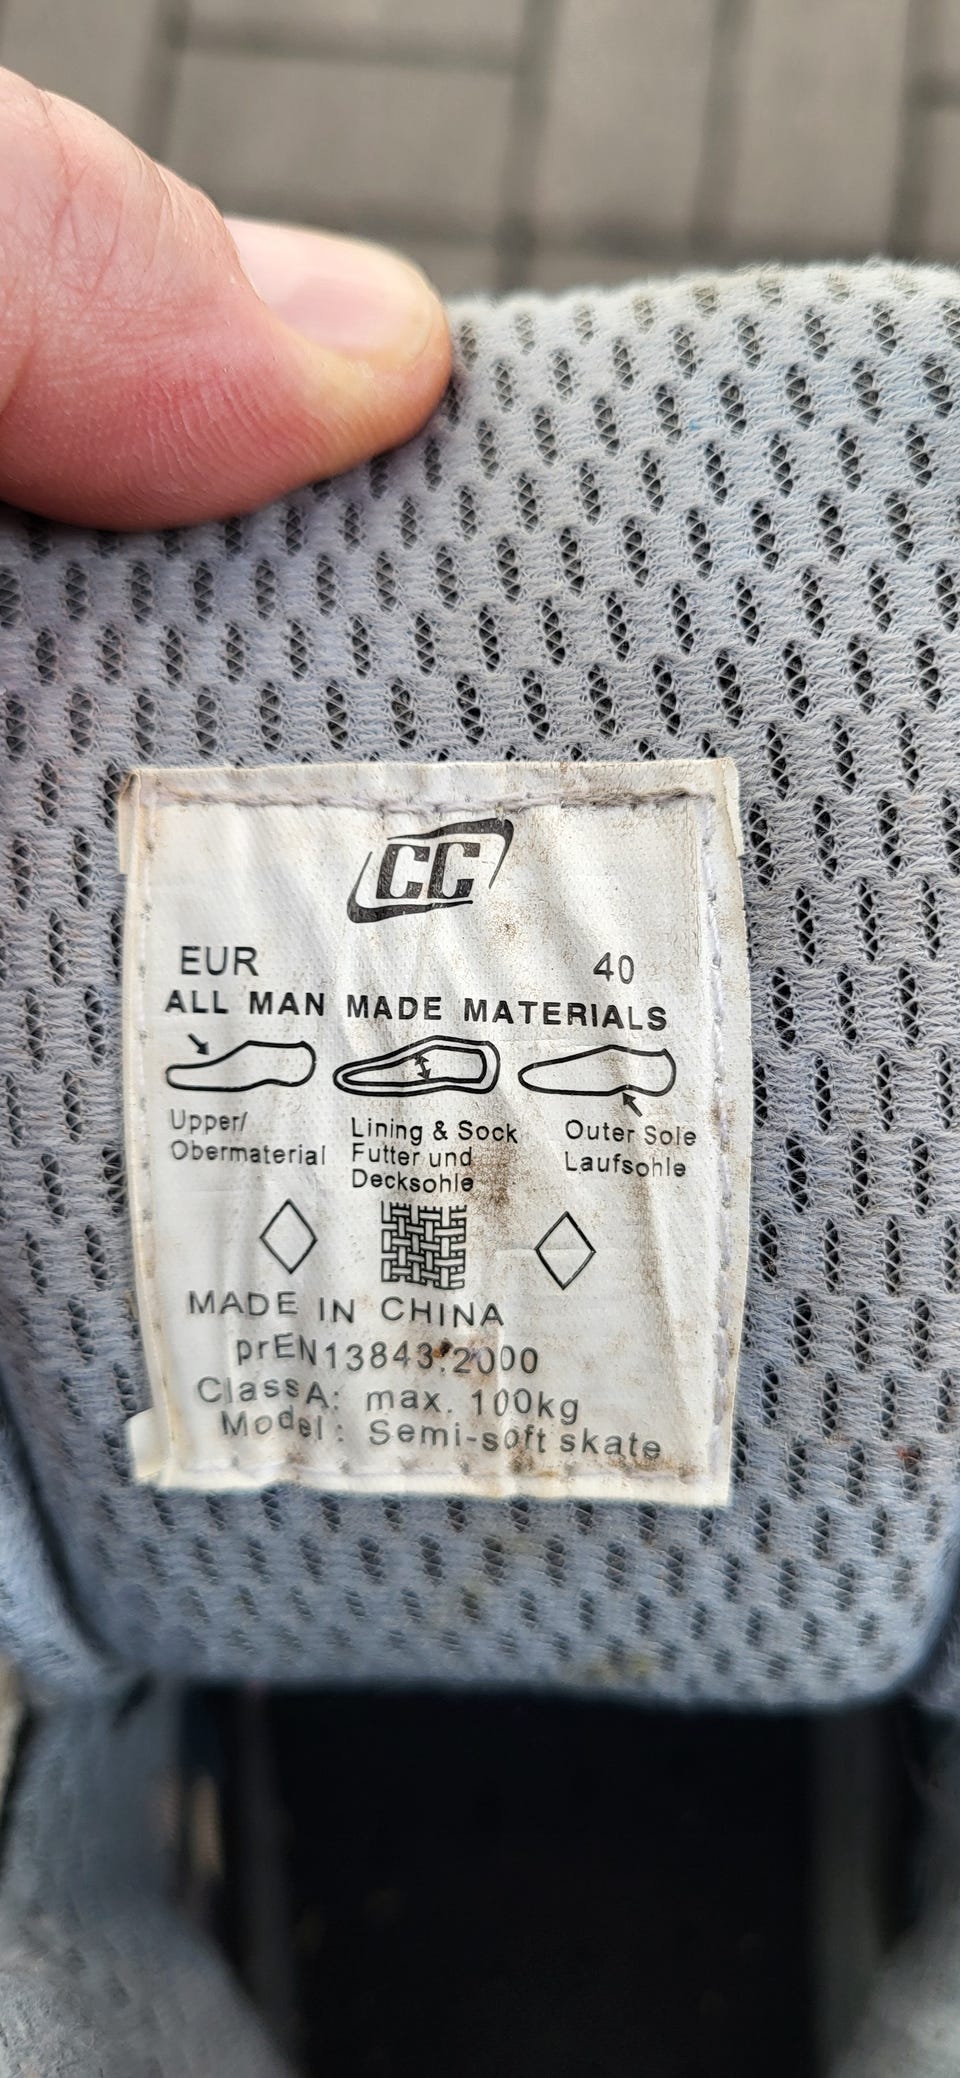 CC
EUR 40
ALL MAN MADE MATERIALS
Upper/
Obermaterial
Lining & Sock
Futter und
Decksohle
Outer Sole
Laufsohle
MADE IN CHINA
prEN13843:2000
ClassA: max. 100kg
Model: Semi-soft skate